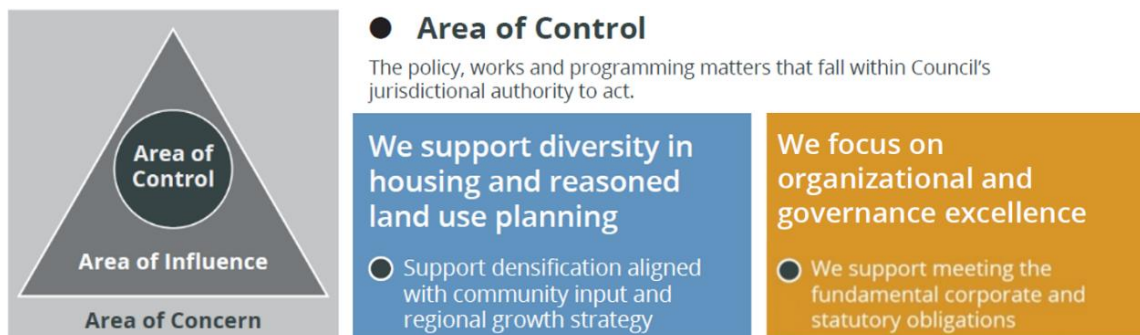 Area of
Control
Area of Influence
Area of Concern
● Area of Control
The policy, works and programming matters that fall within Council's
jurisdictional authority to act.
We support diversity in
housing and reasoned
land use planning
Support densification aligned
with community input and
regional growth strategy
We focus on
organizational and
governance excellence
We support meeting the
fundamental corporate and
statutory obligations